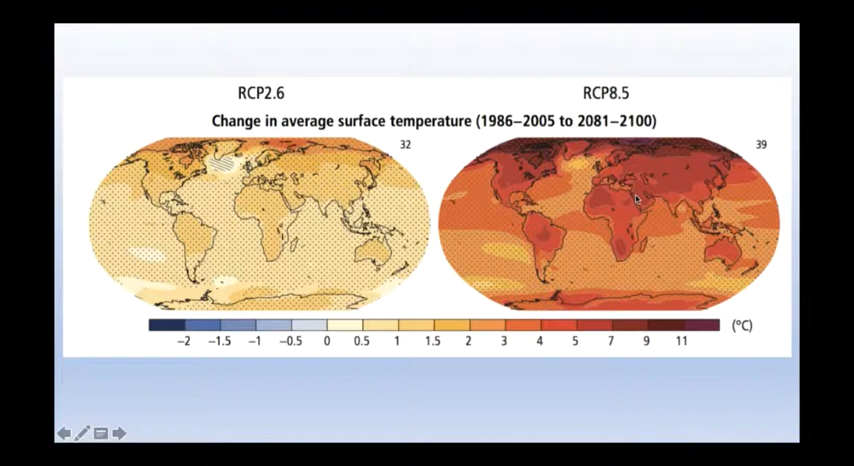 RCP2.6 RCP8.5
Change in average surface temperature (1986–2005 to 2081–2100)
32 39
−2 −1.5 −1 −0.5 0 0.5 1 1.5 2 3 4 5 7 9 11 (°C)